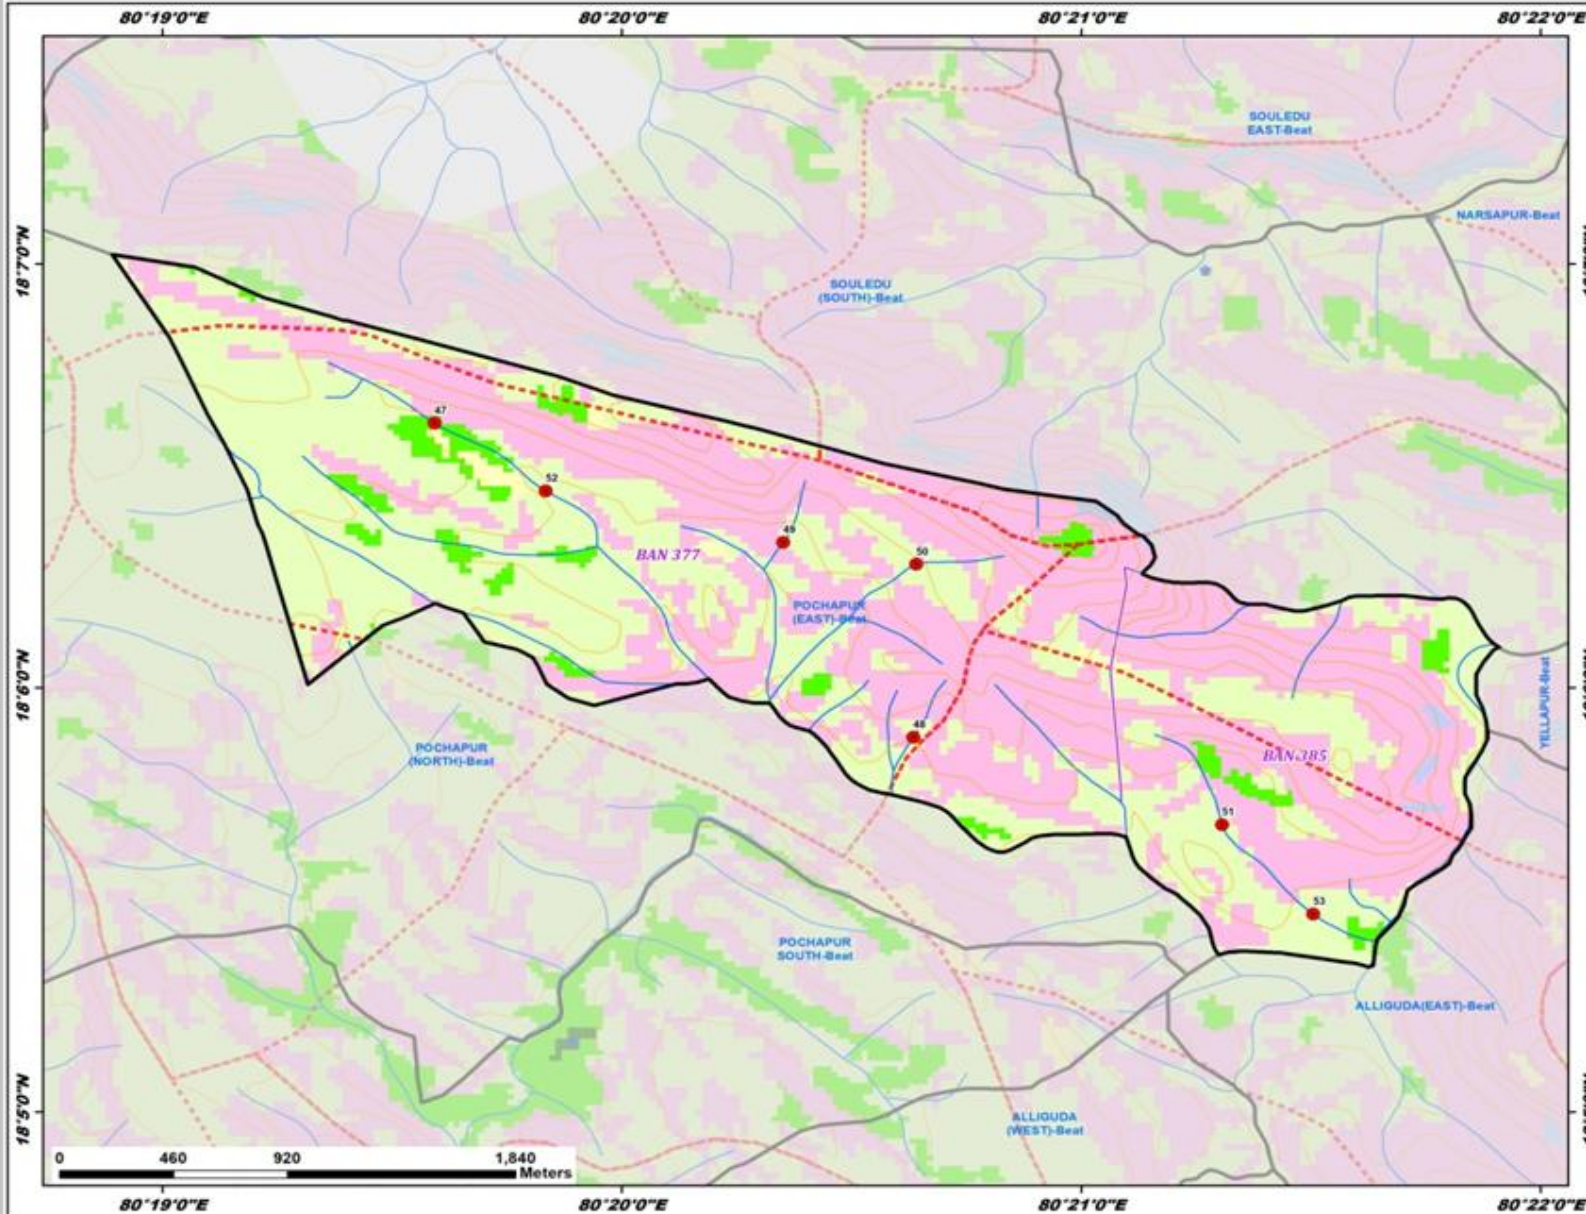 80°19'0"E 80°20'0"E 80°21'0"E 80°22'0"E
SOULEDU
EAST-Beat
NARSAPUR-Beat
18°7'0"N
SOULEDU
(SOUTH)-Beat
47
52
49
50
BAN 377
POCHAPUR
(EAST)-Beat
18°6'0"N
YELLAPUR-Beat
48
POCHAPUR
(NORTH)-Beat
BAN 385
51
53
POCHAPUR
SOUTH-Beat
ALLIGUDA(EAST)-Beat
18°5'0"N
ALLIGUDA
(WEST)-Beat
0 460 920 1,840
Meters
80°19'0"E 80°20'0"E 80°21'0"E 80°22'0"E